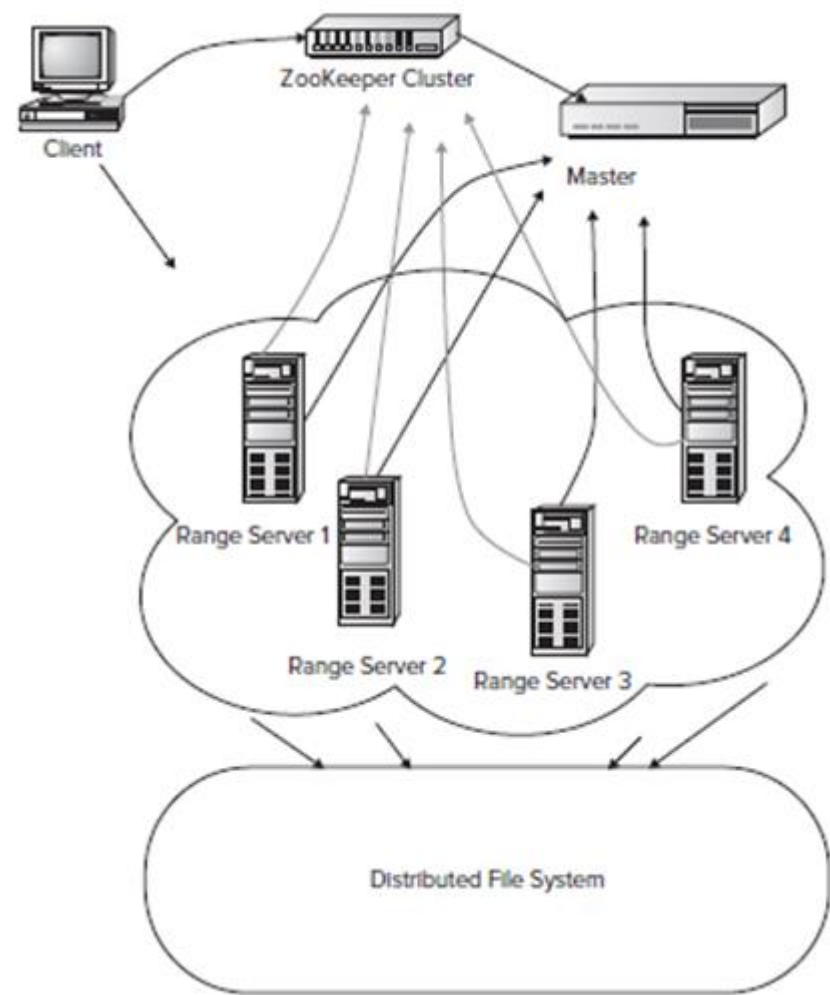 ZooKeeper Cluster
Client
Master
Range Server 1
Range Server 4
Range Server 2
Range Server 3
Distributed File System